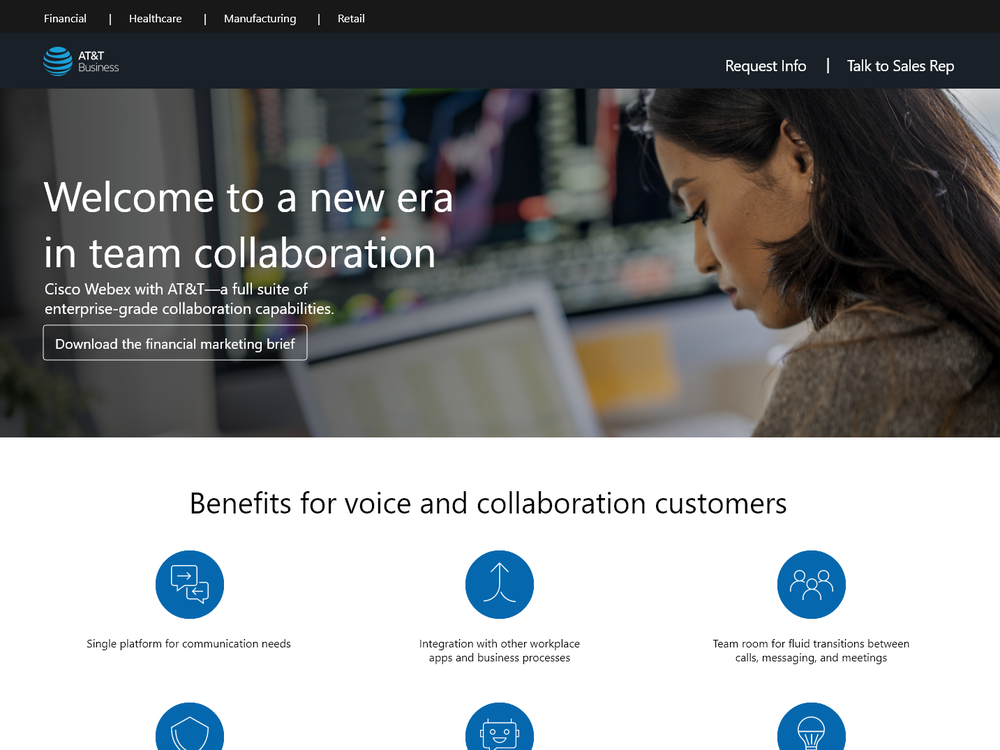 Financial | Healthcare | Manufacturing | Retail
AT&T
Business
Request Info | Talk to Sales Rep
Welcome to a new era
in team collaboration
Cisco Webex with AT&T—a full suite of
enterprise-grade collaboration capabilities.
Download the financial marketing brief
Benefits for voice and collaboration customers
Single platform for communication needs
Integration with other workplace
apps and business processes
Team room for fluid transitions between
calls, messaging, and meetings